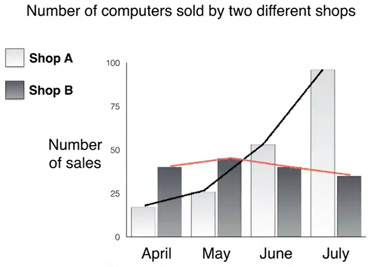 Number of computers sold by two different shops
Shop A
Shop B
Number
of sales
100
75
50
25
0
April
May
June
July